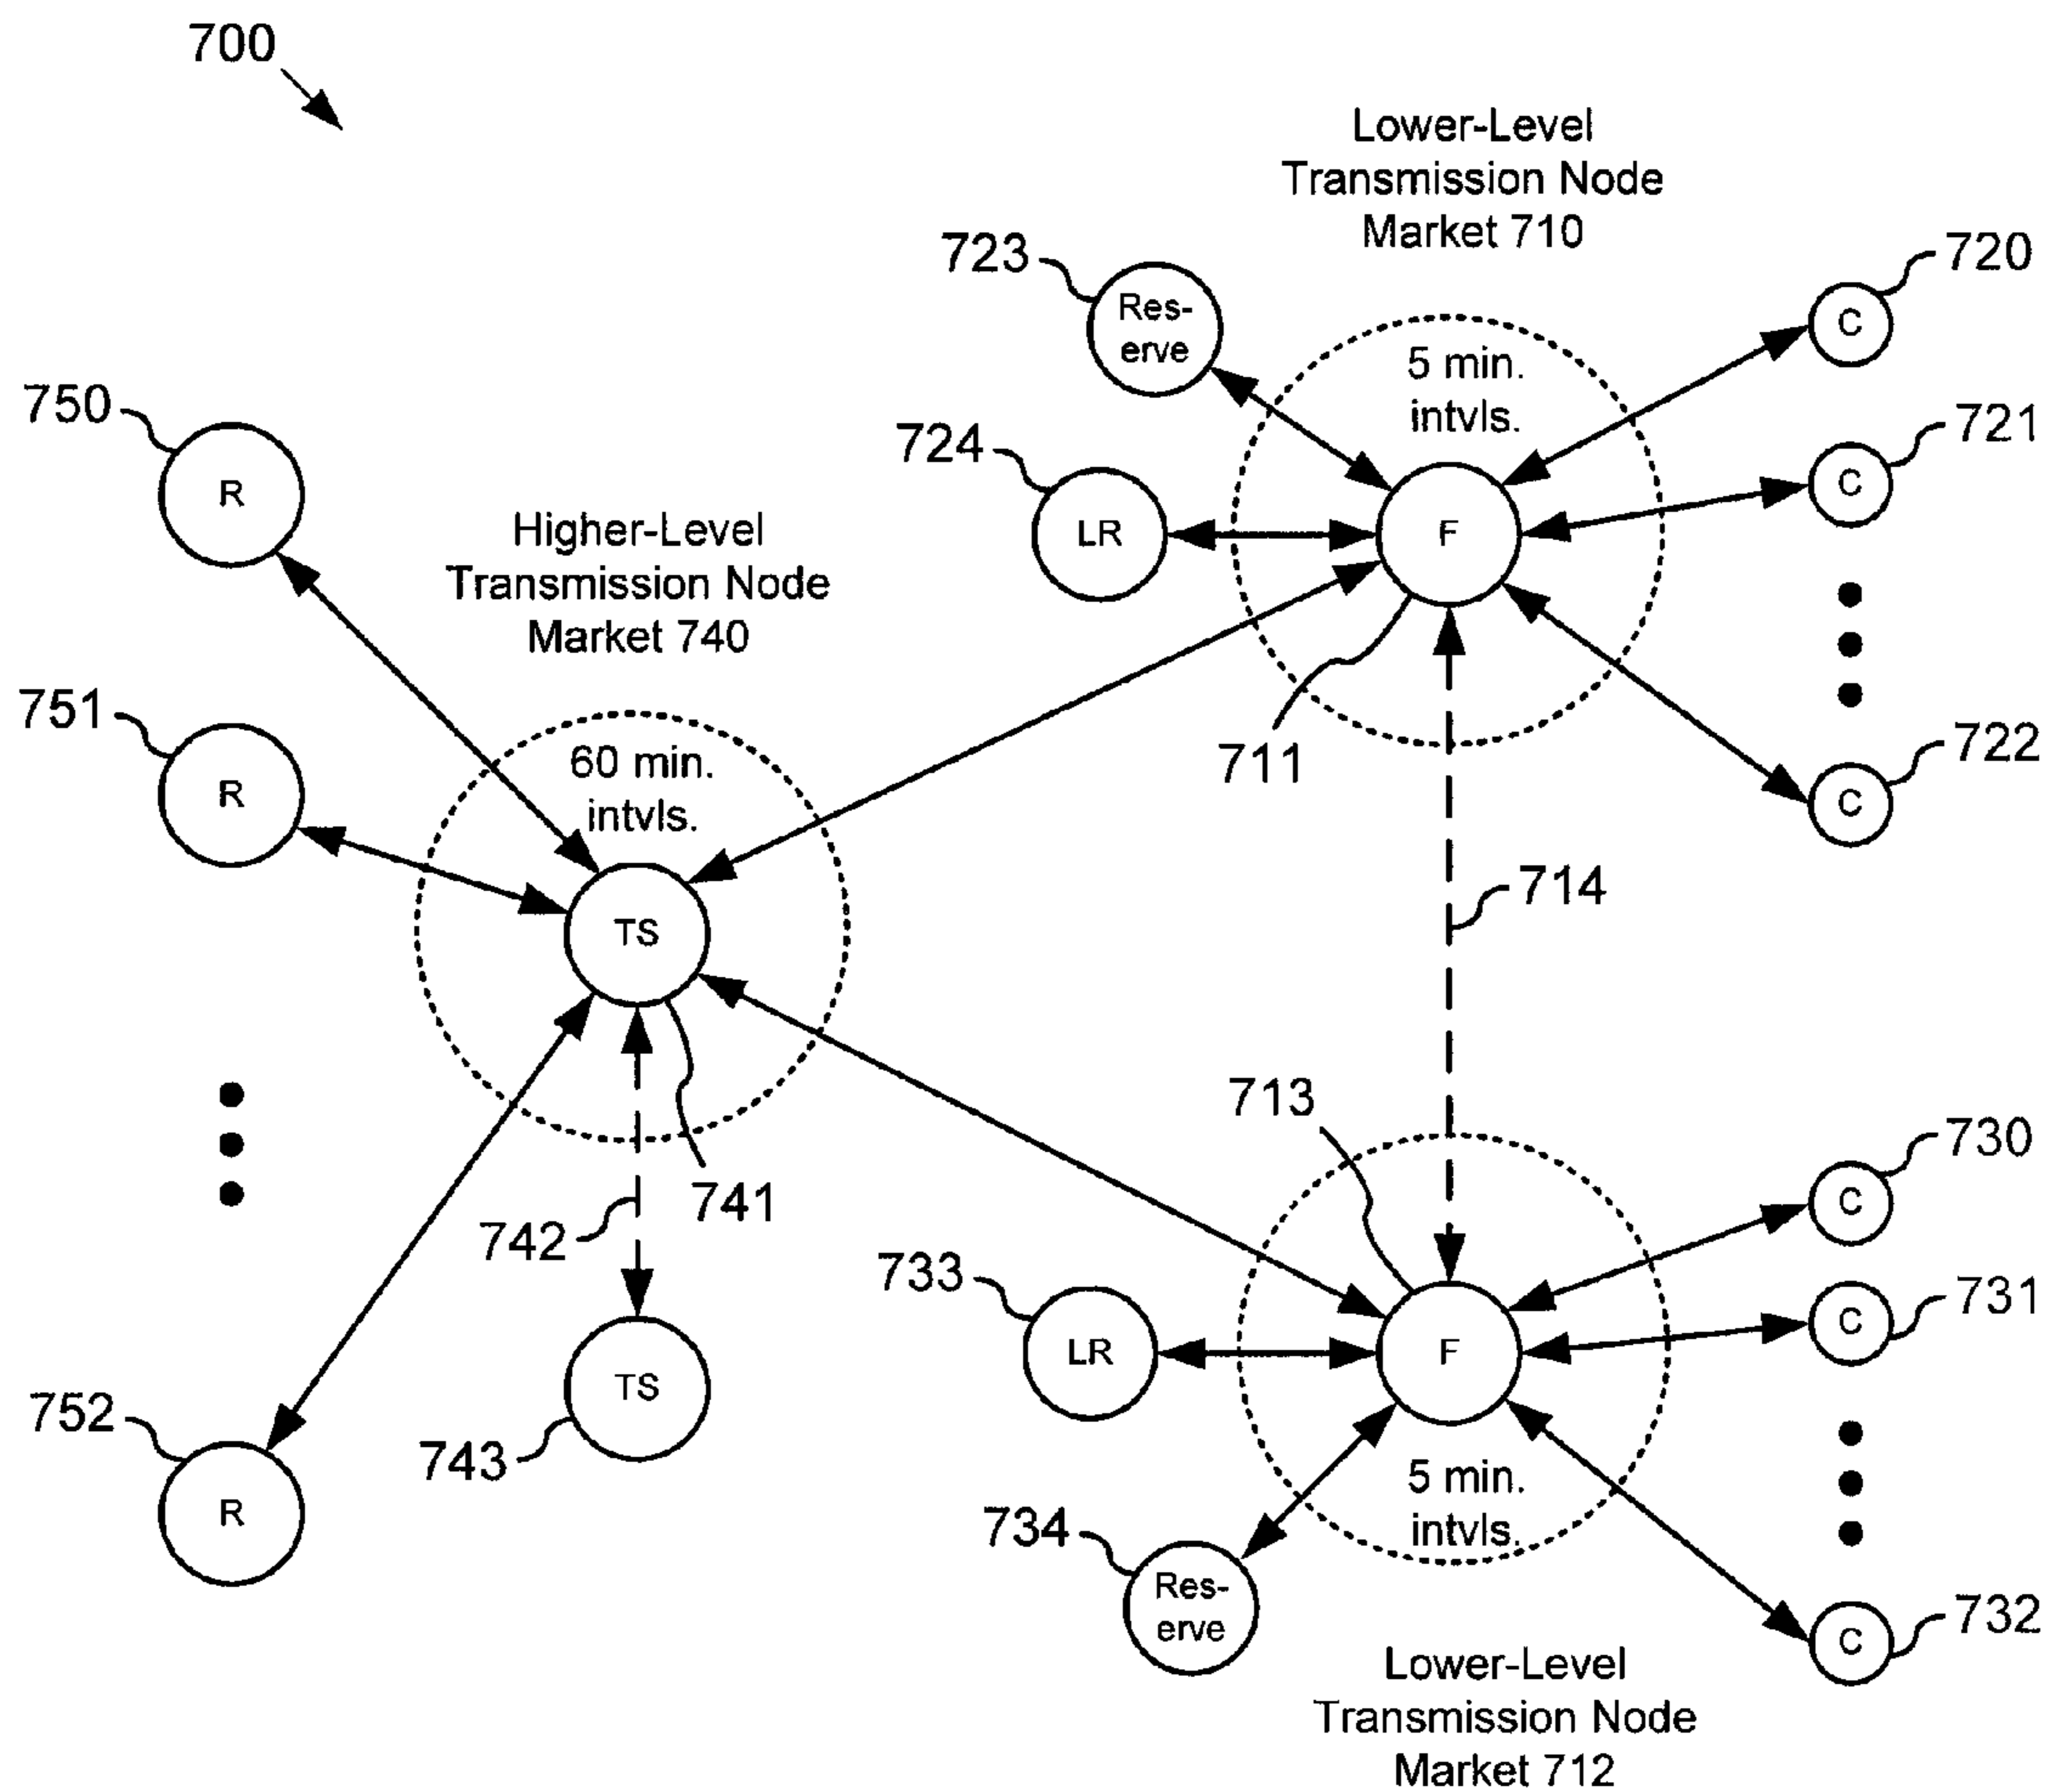 700
Lower-Level
Transmission Node
Market 710
723
Res-
erve
720
C
5 min.
intvls.
750
R
724
LR
F
721
C
Higher-Level
Transmission Node
Market 740
711
722
C
751
R
60 min.
intvls.
TS
714
713
730
C
741
742
733
LR
F
731
C
752
R
743
TS
5 min.
intvls.
734
Res-
erve
732
C
Lower-Level
Transmission Node
Market 712